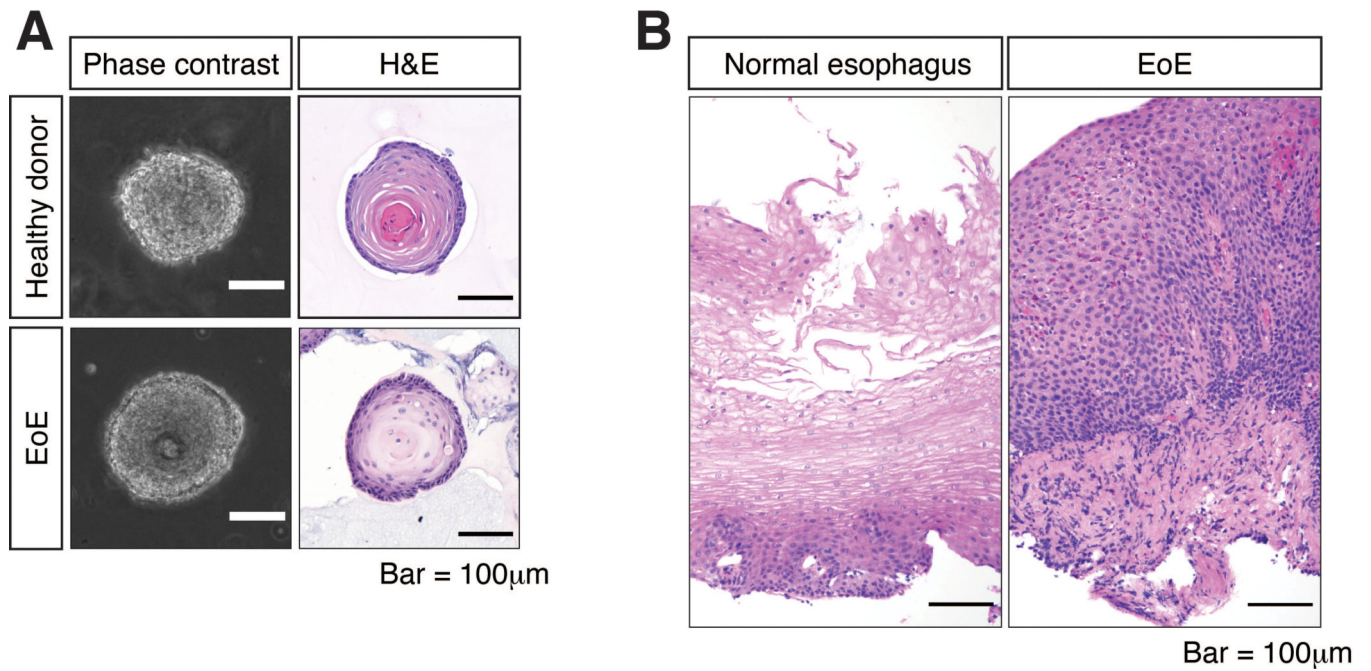 A
Phase contrast
H&E
Healthy donor
EoE
Bar = 100μm
B
Normal esophagus
EoE
Bar = 100μm